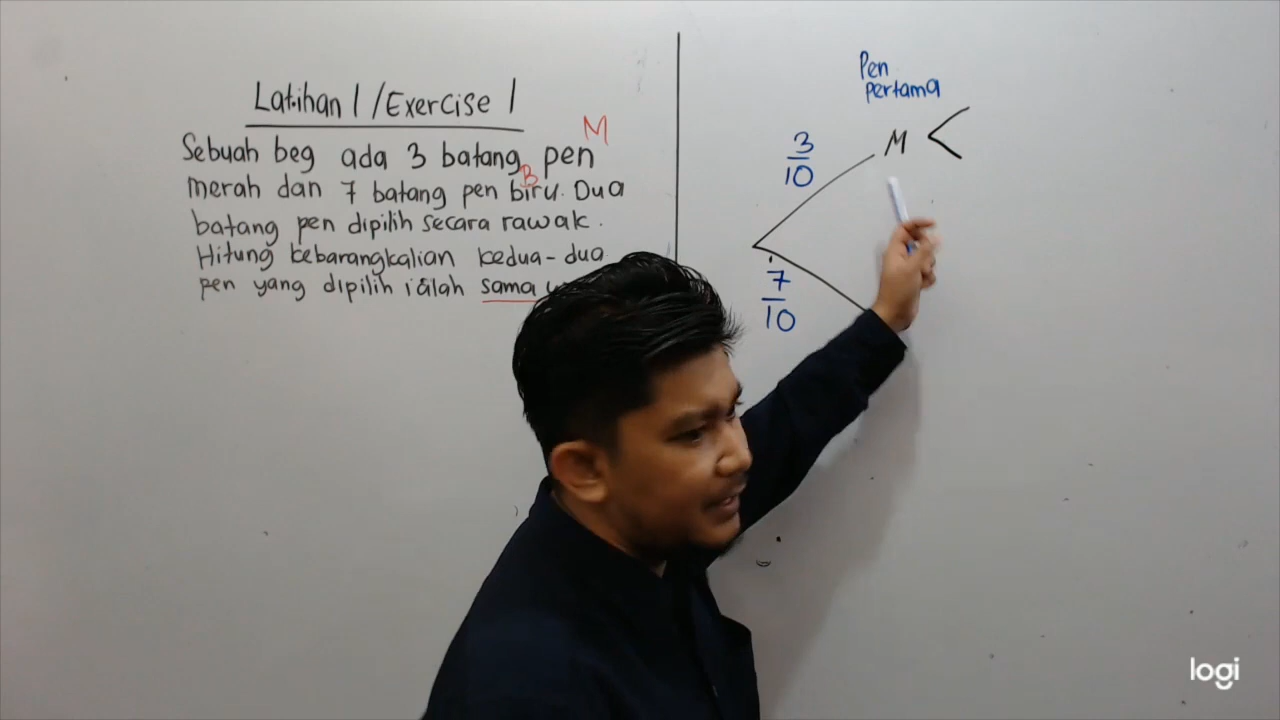 Latihan 1 / Exercise 1
M
Sebuah beg ada 3 batang pen
B
merah dan 7 batang pen biru. Dua
batang pen dipilih secara rawak.
Hitung kebarangkalian kedua-dua
pen yang dipilih ialah sama
Pen
pertama
3
10
M
7
10
logi